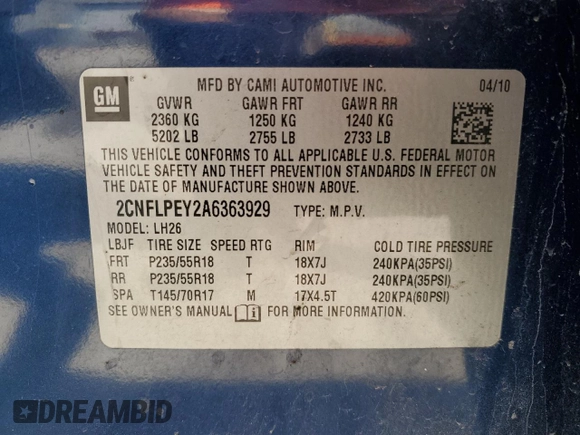 GM
MFD BY CAMI AUTOMOTIVE INC. 04/10
GVWR GAWR FRT GAWR RR
2360 KG 1250 KG 1240 KG
5202 LB 2755 LB 2733 LB
THIS VEHICLE CONFORMS TO ALL APPLICABLE U.S. FEDERAL MOTOR
VEHICLE SAFETY AND THEFT PREVENTION STANDARDS IN EFFECT ON
THE DATE OF MANUFACTURE SHOWN ABOVE.
2CNFLPEY2A6363929 TYPE: M.P.V.
MODEL: LH26
LBJF TIRE SIZE SPEED RTG RIM COLD TIRE PRESSURE
FRT P235/55R18 T 18X7J 240KPA(35PSI)
RR P235/55R18 T 18X7J 240KPA(35PSI)
SPA T145/70R17 M 17X4.5T 420KPA(60PSI)
SEE OWNER'S MANUAL FOR MORE INFORMATION.
DREAMBID